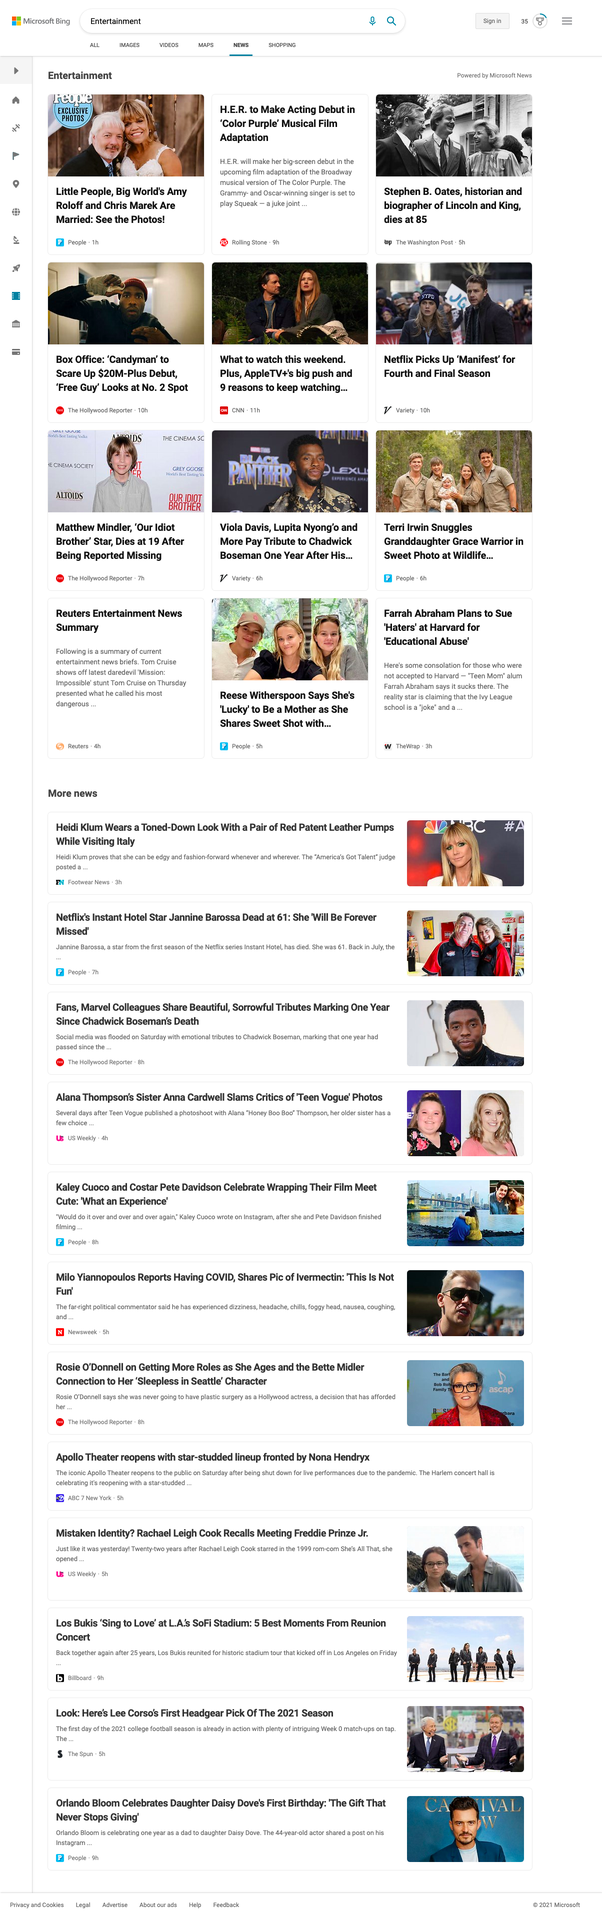 Microsoft Bing
Entertainment
Sign in
35
ALL
IMAGES
VIDEOS
MAPS
NEWS
SHOPPING
Entertainment
Powered by Microsoft News
People
EXCLUSIVE
PHOTOS
Little People, Big World's Amy
Roloff and Chris Marek Are
Married: See the Photos!
People · 1h
H.E.R. to Make Acting Debut in
'Color Purple' Musical Film
Adaptation
H.E.R. will make her big-screen debut in the
upcoming film adaptation of the Broadway
musical version of The Color Purple. The
Grammy- and Oscar-winning singer is set to
play Squeak — a juke joint ...
Rolling Stone · 9h
Stephen B. Oates, historian and
biographer of Lincoln and King,
dies at 85
The Washington Post · 5h
Box Office: 'Candyman' to
Scare Up $20M-Plus Debut,
'Free Guy' Looks at No. 2 Spot
The Hollywood Reporter · 10h
What to watch this weekend.
Plus, AppleTV+'s big push and
9 reasons to keep watching...
CNN · 11h
NYPD
Netflix Picks Up 'Manifest' for
Fourth and Final Season
Variety · 10h
THE CINEMA SOCIETY
ALTOIDS
GREY GOOSE
OUR IDIOT
BROTHER
Matthew Mindler, 'Our Idiot
Brother' Star, Dies at 19 After
Being Reported Missing
The Hollywood Reporter · 7h
BLACK
PANTHER
LEXUS
Viola Davis, Lupita Nyong'o and
More Pay Tribute to Chadwick
Boseman One Year After His...
Variety · 6h
Terri Irwin Snuggles
Granddaughter Grace Warrior in
Sweet Photo at Wildlife...
People · 6h
Reuters Entertainment News
Summary
Following is a summary of current
entertainment news briefs. Tom Cruise
shows off latest daredevil 'Mission:
Impossible' stunt Tom Cruise on Thursday
presented what he called his most
dangerous ...
Reuters · 4h
Reese Witherspoon Says She's
'Lucky' to Be a Mother as She
Shares Sweet Shot with...
People · 5h
Farrah Abraham Plans to Sue
'Haters' at Harvard for
'Educational Abuse'
Here's some consolation for those who were
not accepted to Harvard — "Teen Mom" alum
Farrah Abraham says it sucks there. The
reality star is claiming that the Ivy League
school is a "joke" and a ...
TheWrap · 3h
More news
Heidi Klum Wears a Toned-Down Look With a Pair of Red Patent Leather Pumps
While Visiting Italy
Heidi Klum proves that she can be edgy and fashion-forward whenever and wherever. The "America's Got Talent" judge
posted a ...
Footwear News · 3h
NBC
#A
Netflix's Instant Hotel Star Jannine Barossa Dead at 61: She 'Will Be Forever
Missed'
Jannine Barossa, a star from the first season of the Netflix series Instant Hotel, has died. She was 61. Back in July, the
...
People · 7h
Fans, Marvel Colleagues Share Beautiful, Sorrowful Tributes Marking One Year
Since Chadwick Boseman's Death
Social media was flooded on Saturday with emotional tributes to Chadwick Boseman, marking that one year had
passed since the ...
The Hollywood Reporter · 8h
Alana Thompson's Sister Anna Cardwell Slams Critics of 'Teen Vogue' Photos
Several days after Teen Vogue published a photoshoot with Alana "Honey Boo Boo" Thompson, her older sister has a
few choice ...
US Weekly · 4h
Kaley Cuoco and Costar Pete Davidson Celebrate Wrapping Their Film Meet
Cute: 'What an Experience'
"Would do it over and over and over again," Kaley Cuoco wrote on Instagram, after she and Pete Davidson finished
filming ...
People · 8h
Milo Yiannopoulos Reports Having COVID, Shares Pic of Ivermectin: 'This Is Not
Fun'
The far-right political commentator said he has experienced dizziness, headache, chills, foggy head, nausea, coughing,
and ...
Newsweek · 5h
Rosie O'Donnell on Getting More Roles as She Ages and the Bette Midler
Connection to Her 'Sleepless in Seattle' Character
Rosie O'Donnell says she was never going to have plastic surgery as a Hollywood actress, a decision that has afforded
her ...
The Hollywood Reporter · 8h
ascap
Apollo Theater reopens with star-studded lineup fronted by Nona Hendryx
The iconic Apollo Theater reopens to the public on Saturday after being shut down for live performances due to the pandemic. The Harlem concert hall is
celebrating it's reopening with a star-studded ...
ABC 7 New York · 5h
Mistaken Identity? Rachael Leigh Cook Recalls Meeting Freddie Prinze Jr.
Just like it was yesterday! Twenty-two years after Rachael Leigh Cook starred in the 1999 rom-com She's All That, she
opened ...
US Weekly · 5h
Los Bukis 'Sing to Love' at L.A.'s SoFi Stadium: 5 Best Moments From Reunion
Concert
Back together again after 25 years, Los Bukis reunited for historic stadium tour that kicked off in Los Angeles on Friday
...
Billboard · 9h
Look: Here's Lee Corso's First Headgear Pick Of The 2021 Season
The first day of the 2021 college football season is already in action with plenty of intriguing Week 0 match-ups on tap.
The ...
The Spun · 5h
Orlando Bloom Celebrates Daughter Daisy Dove's First Birthday: 'The Gift That
Never Stops Giving'
Orlando Bloom is celebrating one year as a dad to daughter Daisy Dove. The 44-year-old actor shared a post on his
Instagram ...
People · 9h
CARNIVAL
ROW
Privacy and Cookies
Legal
Advertise
About our ads
Help
Feedback
© 2021 Microsoft